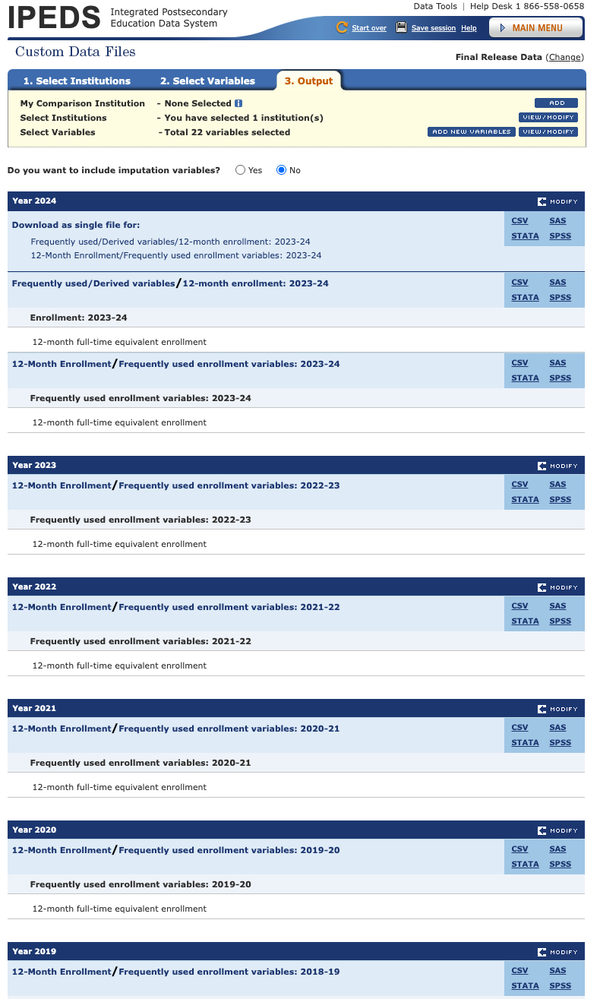 IPEDS Integrated Postsecondary
Education Data System
Data Tools | Help Desk 1 866-558-0658
Start over Save session Help MAIN MENU
Custom Data Files
Final Release Data (Change)
1. Select Institutions 2. Select Variables 3. Output
My Comparison Institution - None Selected i ADD
Select Institutions - You have selected 1 institution(s) VIEW/MODIFY
Select Variables - Total 22 variables selected ADD NEW VARIABLES VIEW/MODIFY
Do you want to include imputation variables? Yes No
Year 2024 MODIFY
Download as single file for: CSV SAS
STATA SPSS
Frequently used/Derived variables/12-month enrollment: 2023-24
12-Month Enrollment/Frequently used enrollment variables: 2023-24
Frequently used/Derived variables/12-month enrollment: 2023-24 CSV SAS
STATA SPSS
Enrollment: 2023-24
12-month full-time equivalent enrollment
12-Month Enrollment/Frequently used enrollment variables: 2023-24 CSV SAS
STATA SPSS
Frequently used enrollment variables: 2023-24
12-month full-time equivalent enrollment
Year 2023 MODIFY
12-Month Enrollment/Frequently used enrollment variables: 2022-23 CSV SAS
STATA SPSS
Frequently used enrollment variables: 2022-23
12-month full-time equivalent enrollment
Year 2022 MODIFY
12-Month Enrollment/Frequently used enrollment variables: 2021-22 CSV SAS
STATA SPSS
Frequently used enrollment variables: 2021-22
12-month full-time equivalent enrollment
Year 2021 MODIFY
12-Month Enrollment/Frequently used enrollment variables: 2020-21 CSV SAS
STATA SPSS
Frequently used enrollment variables: 2020-21
12-month full-time equivalent enrollment
Year 2020 MODIFY
12-Month Enrollment/Frequently used enrollment variables: 2019-20 CSV SAS
STATA SPSS
Frequently used enrollment variables: 2019-20
12-month full-time equivalent enrollment
Year 2019 MODIFY
12-Month Enrollment/Frequently used enrollment variables: 2018-19 CSV SAS
STATA SPSS